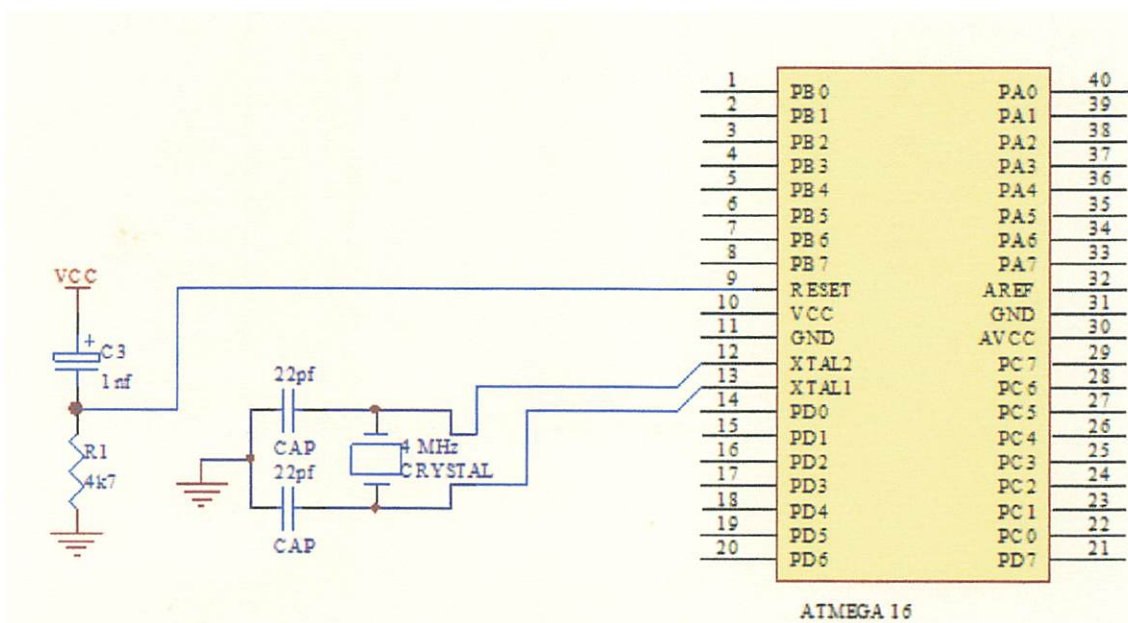 VCC
+
C3
1nf
R1
4k7
22pf
CAP
22pf
CAP
4 MHz
CRYSTAL
1 PB0 PA0 40
2 PB1 PA1 39
3 PB2 PA2 38
4 PB3 PA3 37
5 PB4 PA4 36
6 PB5 PA5 35
7 PB6 PA6 34
8 PB7 PA7 33
9 RESET AREF 32
10 VCC GND 31
11 GND AVCC 30
12 XTAL2 PC7 29
13 XTAL1 PC6 28
14 PD0 PC5 27
15 PD1 PC4 26
16 PD2 PC3 25
17 PD3 PC2 24
18 PD4 PC1 23
19 PD5 PC0 22
20 PD6 PD7 21
ATMEGA 16